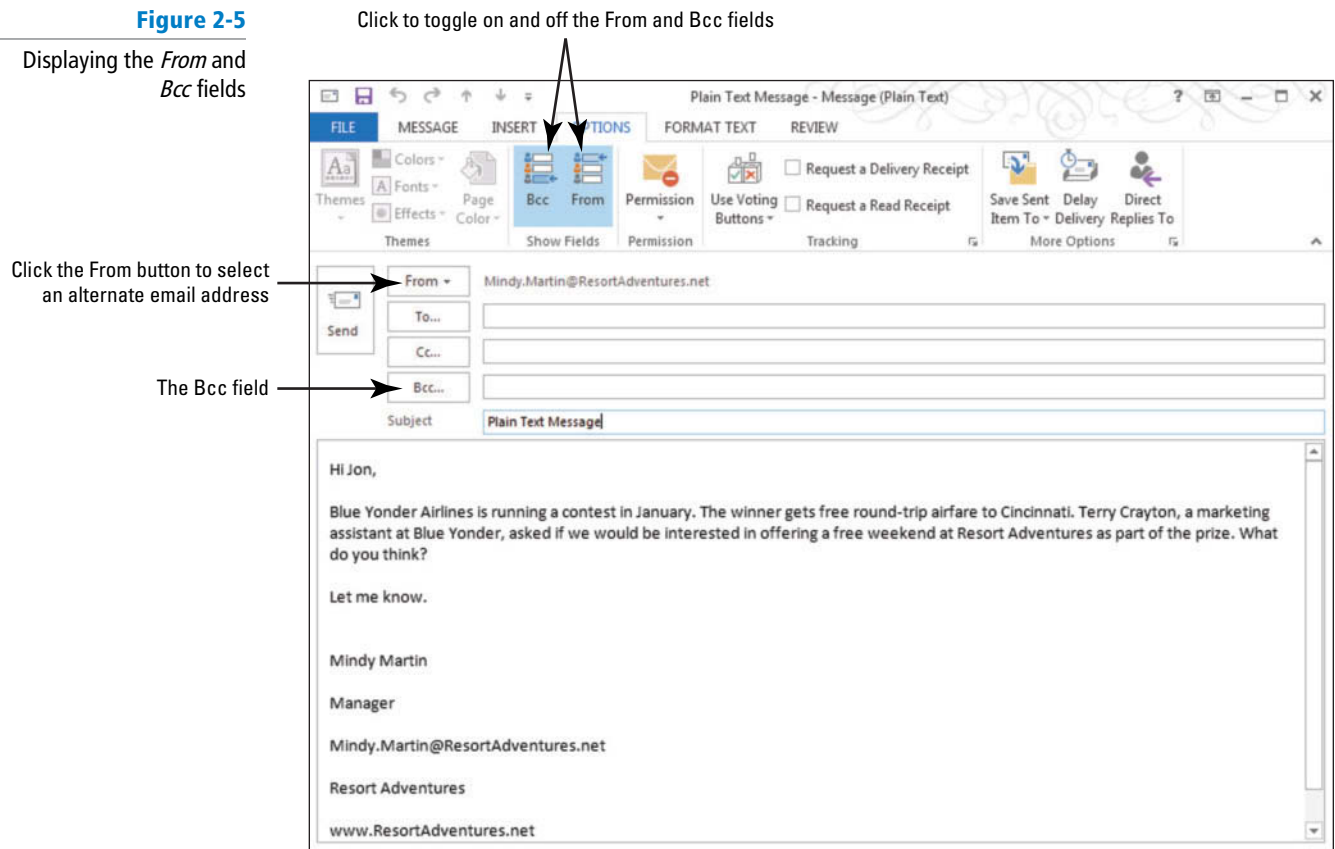 Figure 2-5
Displaying the From and
Bcc fields
Click to toggle on and off the From and Bcc fields
Plain Text Message - Message (Plain Text)
?
FILE MESSAGE INSERT OPTIONS FORMAT TEXT REVIEW
Aa
Themes
Colors
A Fonts
Effects
Page
Color
Bcc
From
Permission
Use Voting
Buttons
Request a Delivery Receipt
Request a Read Receipt
Save Sent
Item To
Delay
Delivery
Direct
Replies To
Themes Show Fields Permission Tracking More Options
Click the From button to select
an alternate email address
The Bcc field
Send
From Mindy.Martin@ResortAdventures.net
To...
Cc...
Bcc...
Subject Plain Text Message
Hi Jon,
Blue Yonder Airlines is running a contest in January. The winner gets free round-trip airfare to Cincinnati. Terry Crayton, a marketing
assistant at Blue Yonder, asked if we would be interested in offering a free weekend at Resort Adventures as part of the prize. What
do you think?
Let me know.
Mindy Martin
Manager
Mindy.Martin@ResortAdventures.net
Resort Adventures
www.ResortAdventures.net